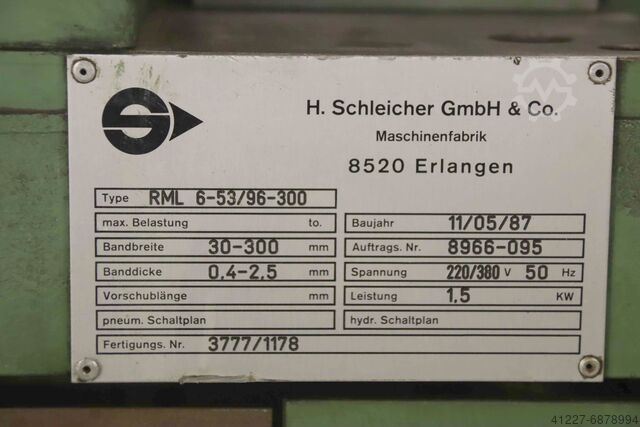 H. Schleicher GmbH & Co.
Maschinenfabrik
8520 Erlangen
Type RML 6-53/96-300
max. Belastung to.
Baujahr 11/05/87
Bandbreite 30-300 mm
Auftrags. Nr. 8966-095
Banddicke 0,4-2,5 mm
Spannung 220/380 V 50 Hz
Vorschublänge mm
Leistung 1,5 KW
pneum. Schaltplan
hydr. Schaltplan
Fertigungs. Nr. 3777/1178
41227-6878994